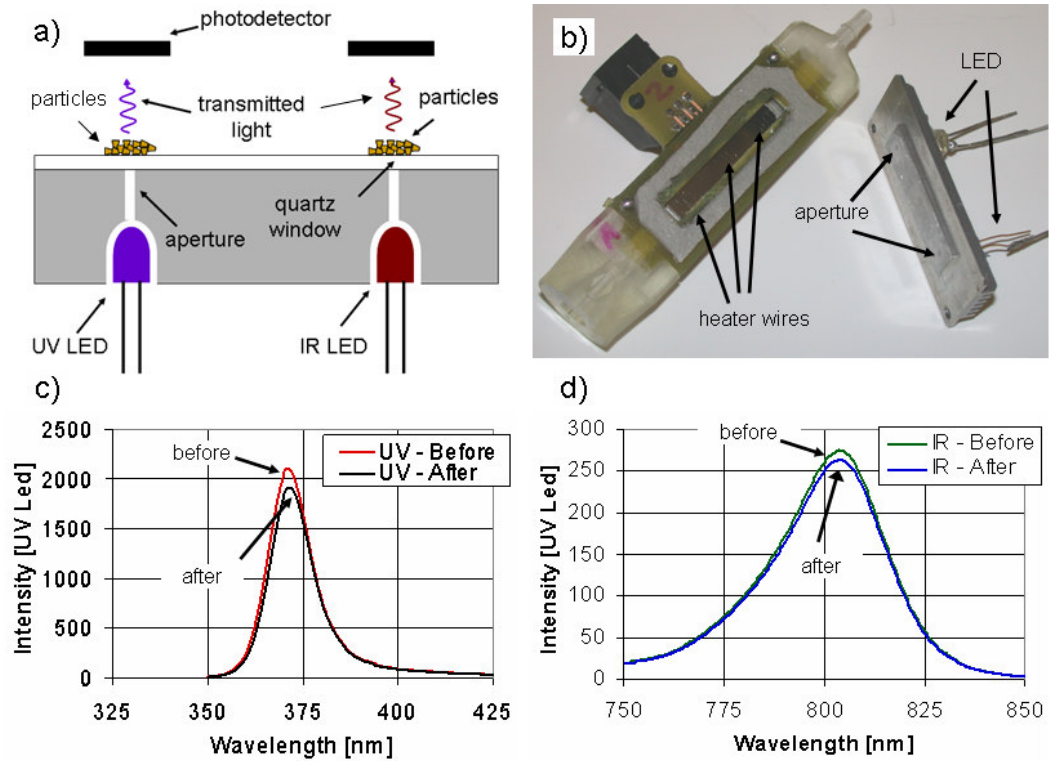 a)
photodetector
particles
transmitted
light
particles
quartz
window
aperture
UV LED
IR LED
b)
2
LED
aperture
heater wires
c)
2500
2000
1500
1000
500
0
325
350
375
400
425
Intensity [UV Led]
Wavelength [nm]
UV - Before
UV - After
before
after
d)
300
250
200
150
100
50
0
750
775
800
825
850
Intensity [UV Led]
Wavelength [nm]
IR - Before
IR - After
before
after